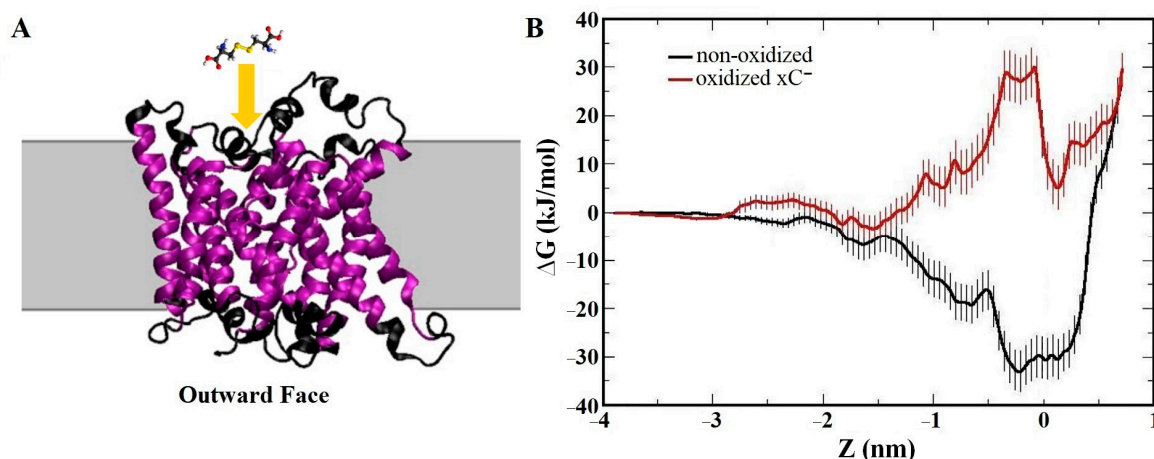 A
Outward Face
B
non-oxidized
oxidized xC⁻
40
30
20
10
0
−10
−20
−30
−40
ΔG (kJ/mol)
−4 −3 −2 −1 0 1
Z (nm)